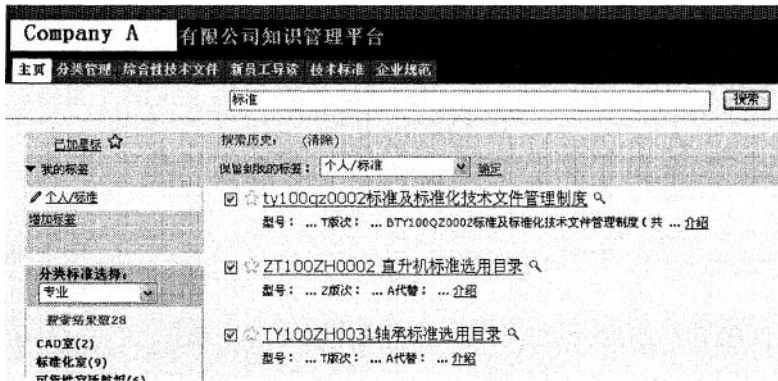 Company A 有限公司知识管理平台
主页 分类管理 综合性技术文件 新员工导读 技术标准 企业规范
标准 搜索
已加星标 ☆ 搜索历史： (清除)
▼ 我的标签 保留到我的标签： 个人/标准 确定
个人/标准 ty100qz0002标准及标准化技术文件管理制度
增加标签 型号： ... T版次： ... BTY100QZ0002标准及标准化技术文件管理制度 ( 共 ... 介绍
分类标准选择： ZT100ZH0002 直升机标准选用目录
专业 型号： ... Z版次： ... A代替： ... 介绍
搜索结果数28
CAD室(2) TY100ZH0031轴承标准选用目录
标准化室(9) 型号： ... T版次： ... A代替： ... 介绍